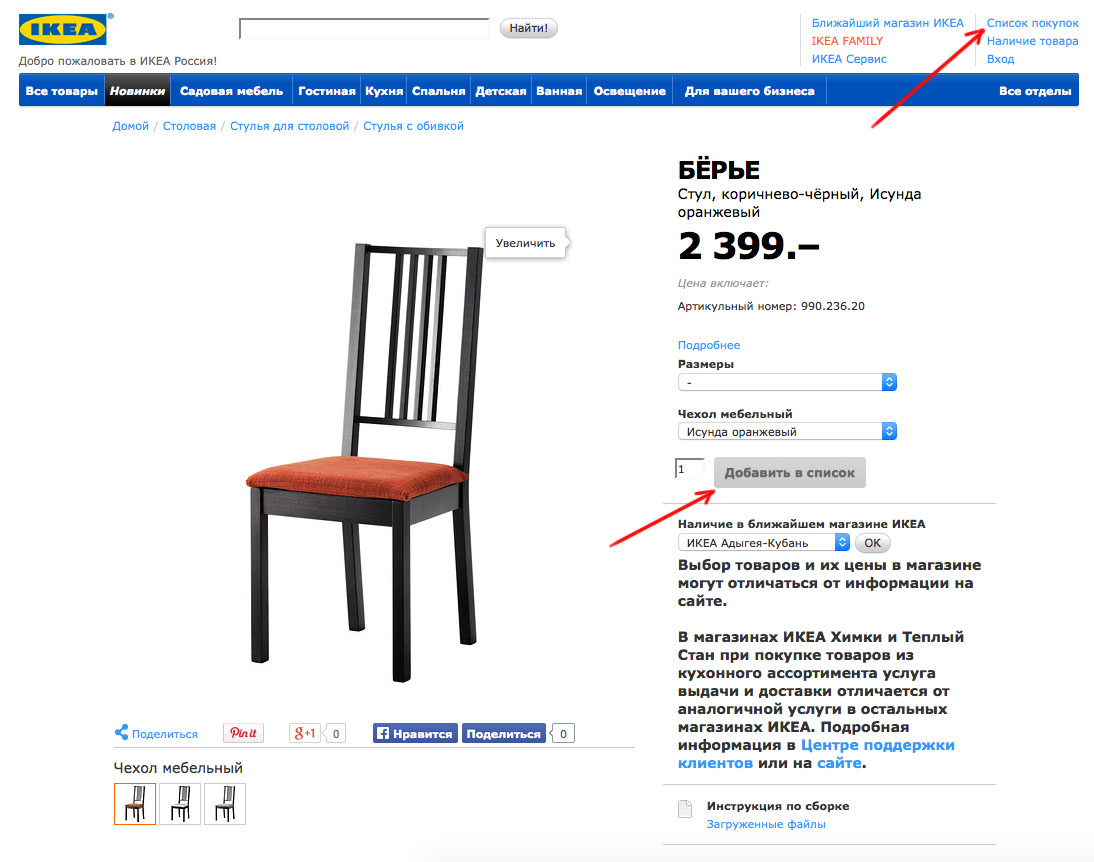 IKEA®
Найти!
Ближайший магазин ИКЕА
Список покупок
IKEA FAMILY
Наличие товара
Добро пожаловать в ИКЕА Россия!
ИКЕА Сервис
Вход
Все товары Новинки Садовая мебель Гостиная Кухня Спальня Детская Ванная Освещение Для вашего бизнеса Все отделы
Домой / Столовая / Стулья для столовой / Стулья с обивкой
БЁРЬЕ
Стул, коричнево-чёрный, Исунда
оранжевый
2 399.–
Увеличить
Цена включает:
Артикульный номер: 990.236.20
Подробнее
Размеры
-
Чехол мебельный
Исунда оранжевый
1 Добавить в список
Наличие в ближайшем магазине ИКЕА
ИКЕА Адыгея-Кубань OK
Выбор товаров и их цены в магазине
могут отличаться от информации на
сайте.
В магазинах ИКЕА Химки и Теплый
Стан при покупке товаров из
кухонного ассортимента услуга
выдачи и доставки отличается от
аналогичной услуги в остальных
магазинах ИКЕА. Подробная
информация в Центре поддержки
клиентов или на сайте.
Поделиться Pin it g+1 0 f Нравится Поделиться 0
Чехол мебельный
Инструкция по сборке
Загруженные файлы